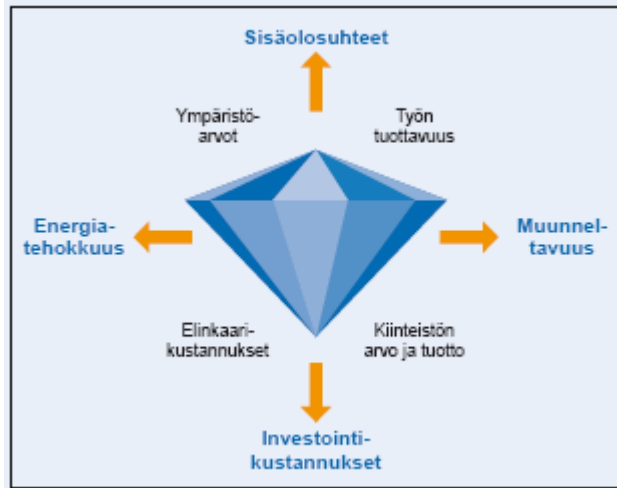 Sisäolosuhteet
Ympäristö-
arvot
Työn
tuottavuus
Energia-
tehokkuus
Muunnel-
tavuus
Elinkaari-
kustannukset
Kiinteistön
arvo ja tuotto
Investointi-
kustannukset